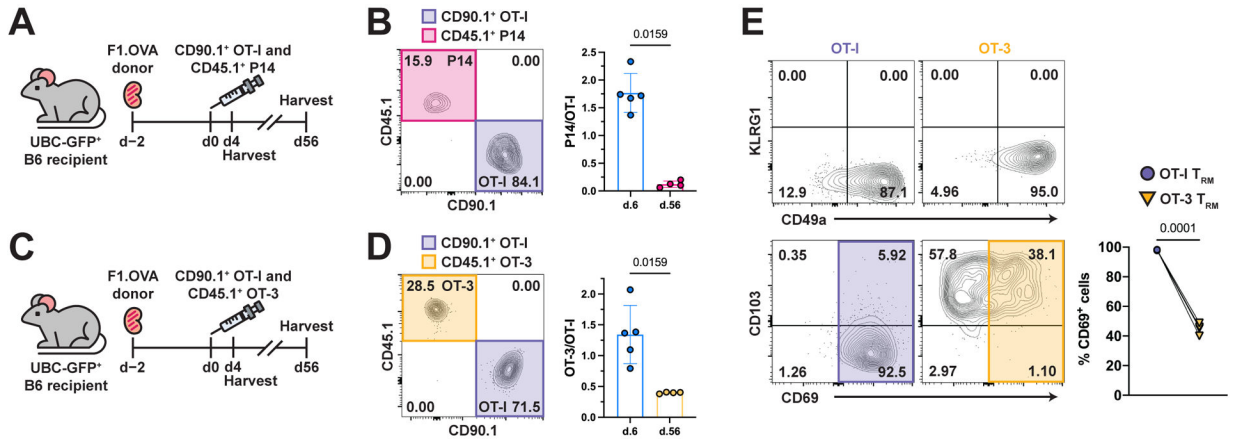 A
F1.OVA
donor
CD90.1⁺ OT-I and
CD45.1⁺ P14
Harvest
UBC-GFP⁺
B6 recipient
d−2
d0
d4
Harvest
d56
B
CD90.1⁺ OT-I
CD45.1⁺ P14
15.9
P14
0.00
0.00
OT-I 84.1
CD45.1
CD90.1
0.0159
2.5
2.0
1.5
1.0
0.5
0.0
P14/OT-I
d.6
d.56
C
F1.OVA
donor
CD90.1⁺ OT-I and
CD45.1⁺ OT-3
Harvest
UBC-GFP⁺
B6 recipient
d−2
d0
d4
Harvest
d56
D
CD90.1⁺ OT-I
CD45.1⁺ OT-3
28.5 OT-3
0.00
0.00
OT-I 71.5
CD45.1
CD90.1
0.0159
2.5
2.0
1.5
1.0
0.5
0.0
OT-3/OT-I
d.6
d.56
E
OT-I
OT-3
0.00
0.00
0.00
0.00
12.9
87.1
4.96
95.0
KLRG1
CD49a
0.35
5.92
57.8
38.1
1.26
92.5
2.97
1.10
CD103
CD69
OT-I TRM
OT-3 TRM
0.0001
100
80
60
40
20
0
% CD69⁺ cells